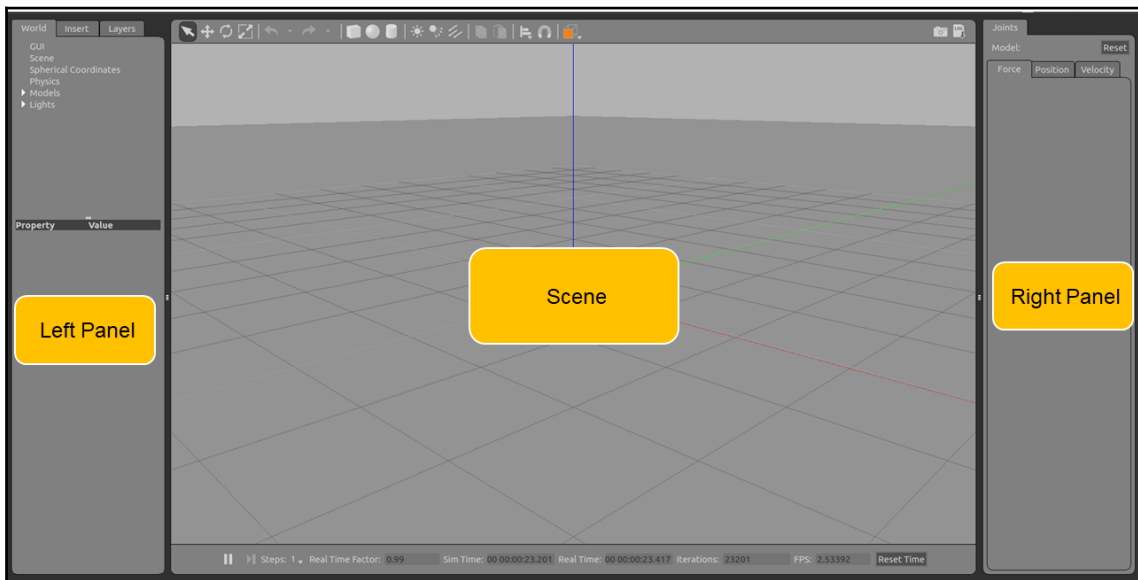 World Insert Layers
GUI
Scene
Spherical Coordinates
Physics
Models
Lights
Property Value
Left Panel
Scene
Steps: 1 Real Time Factor: 0.99 Sim Time: 00 00:00:23.201 Real Time: 00 00:00:23.417 Iterations: 23201 FPS: 2.53392 Reset Time
Joints
Model: Reset
Force Position Velocity
Right Panel